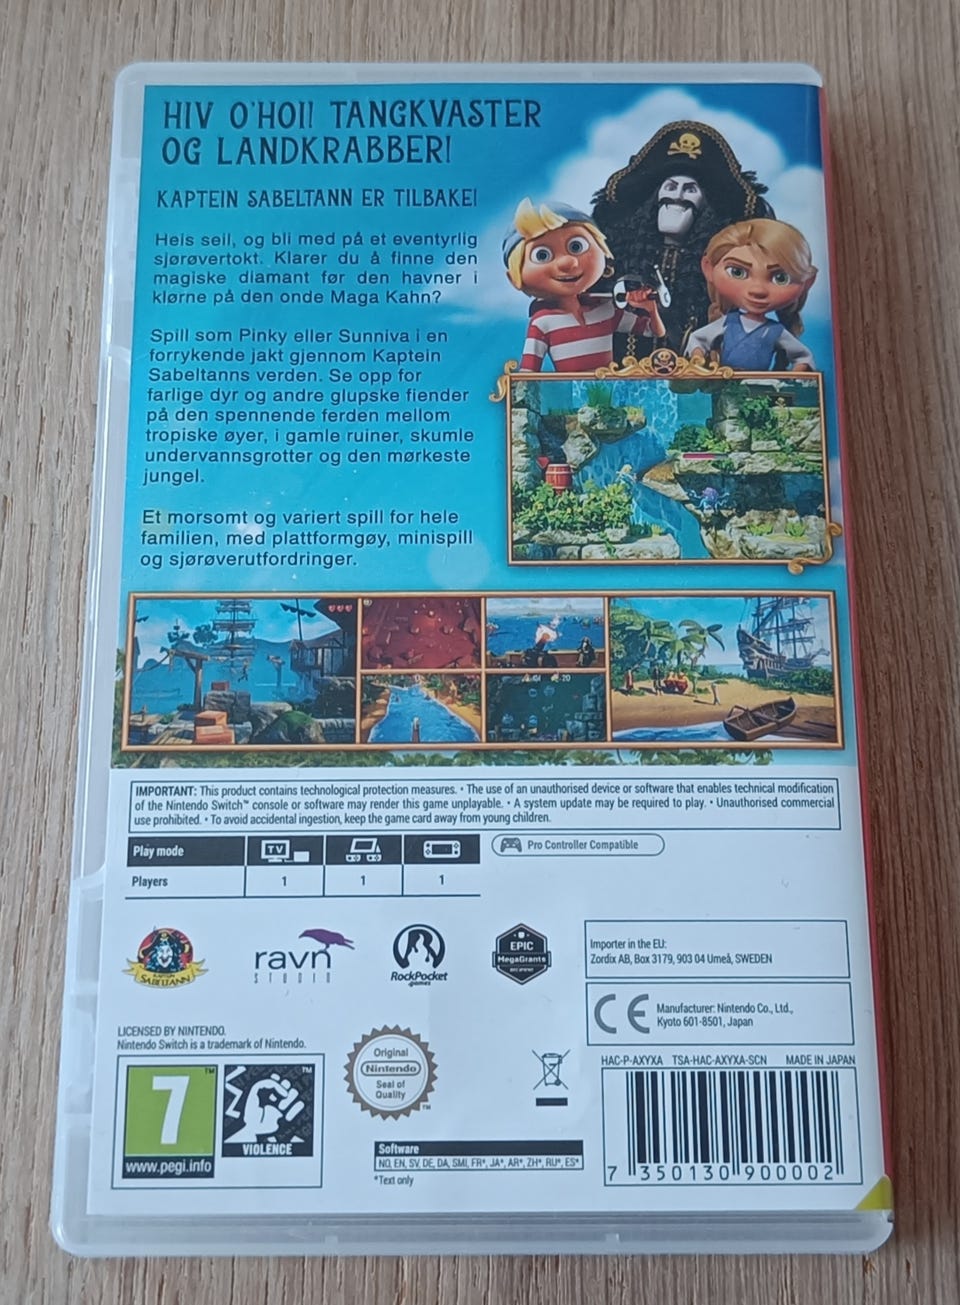 HIV O'HOI! TANGKVASTER
OG LANDKRABBER!
KAPTEIN SABELTANN ER TILBAKE!
Heis seil, og bli med på et eventyrlig
sjørøvertokt. Klarer du å finne den
magiske diamant før den havner i
klørne på den onde Maga Kahn?
Spill som Pinky eller Sunniva i en
forrykende jakt gjennom Kaptein
Sabeltanns verden. Se opp for
farlige dyr og andre glupske fiender
på den spennende ferden mellom
tropiske øyer, i gamle ruiner, skumle
undervannsgrotter og den mørkeste
jungel.
Et morsomt og variert spill for hele
familien, med plattformgøy, minispill
og sjørøverutfordringer.
IMPORTANT: This product contains technological protection measures. • The use of an unauthorised device or software that enables technical modification
of the Nintendo Switch™ console or software may render this game unplayable. • A system update may be required to play. • Unauthorised commercial
use prohibited. • To avoid accidental ingestion, keep the game card away from young children.
Play mode
TV
Pro Controller Compatible
Players 1 1 1
KAPTEIN
SABELTANN
ravn
STUDIO
RockPocket
games
EPIC
MegaGrants
RECIPIENT
Importer in the EU:
Zordix AB, Box 3179, 903 04 Umeå, SWEDEN
CE
Manufacturer: Nintendo Co., Ltd.,
Kyoto 601-8501, Japan
LICENSED BY NINTENDO.
Nintendo Switch is a trademark of Nintendo.
HAC-P-AXYXA TSA-HAC-AXYXA-SCN MADE IN JAPAN
7
™
www.pegi.info
™
VIOLENCE
Original
Nintendo
Seal of
Quality
™
Software
NO, EN, SV, DE, DA, SMI, FR*, JA*, AR*, ZH*, RU*, ES*
*Text only
7 350130 900002